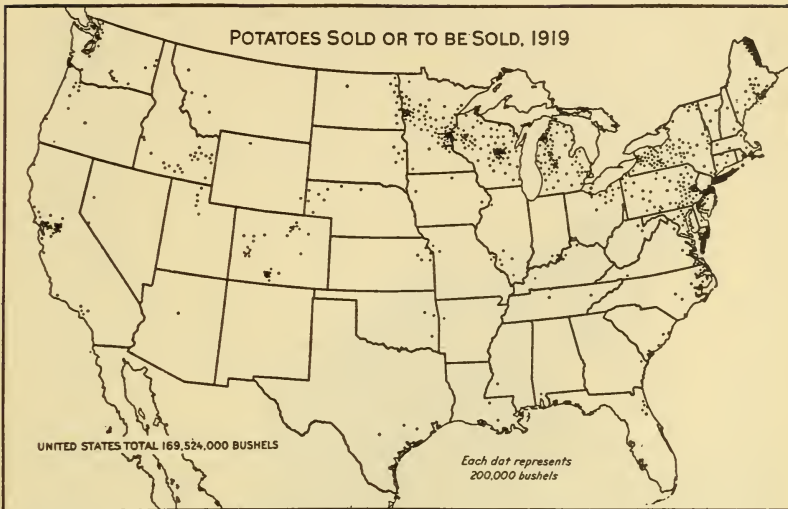 POTATOES SOLD OR TO BE SOLD, 1919
UNITED STATES TOTAL 169,524,000 BUSHELS
Each dat represents
200,000 bushels